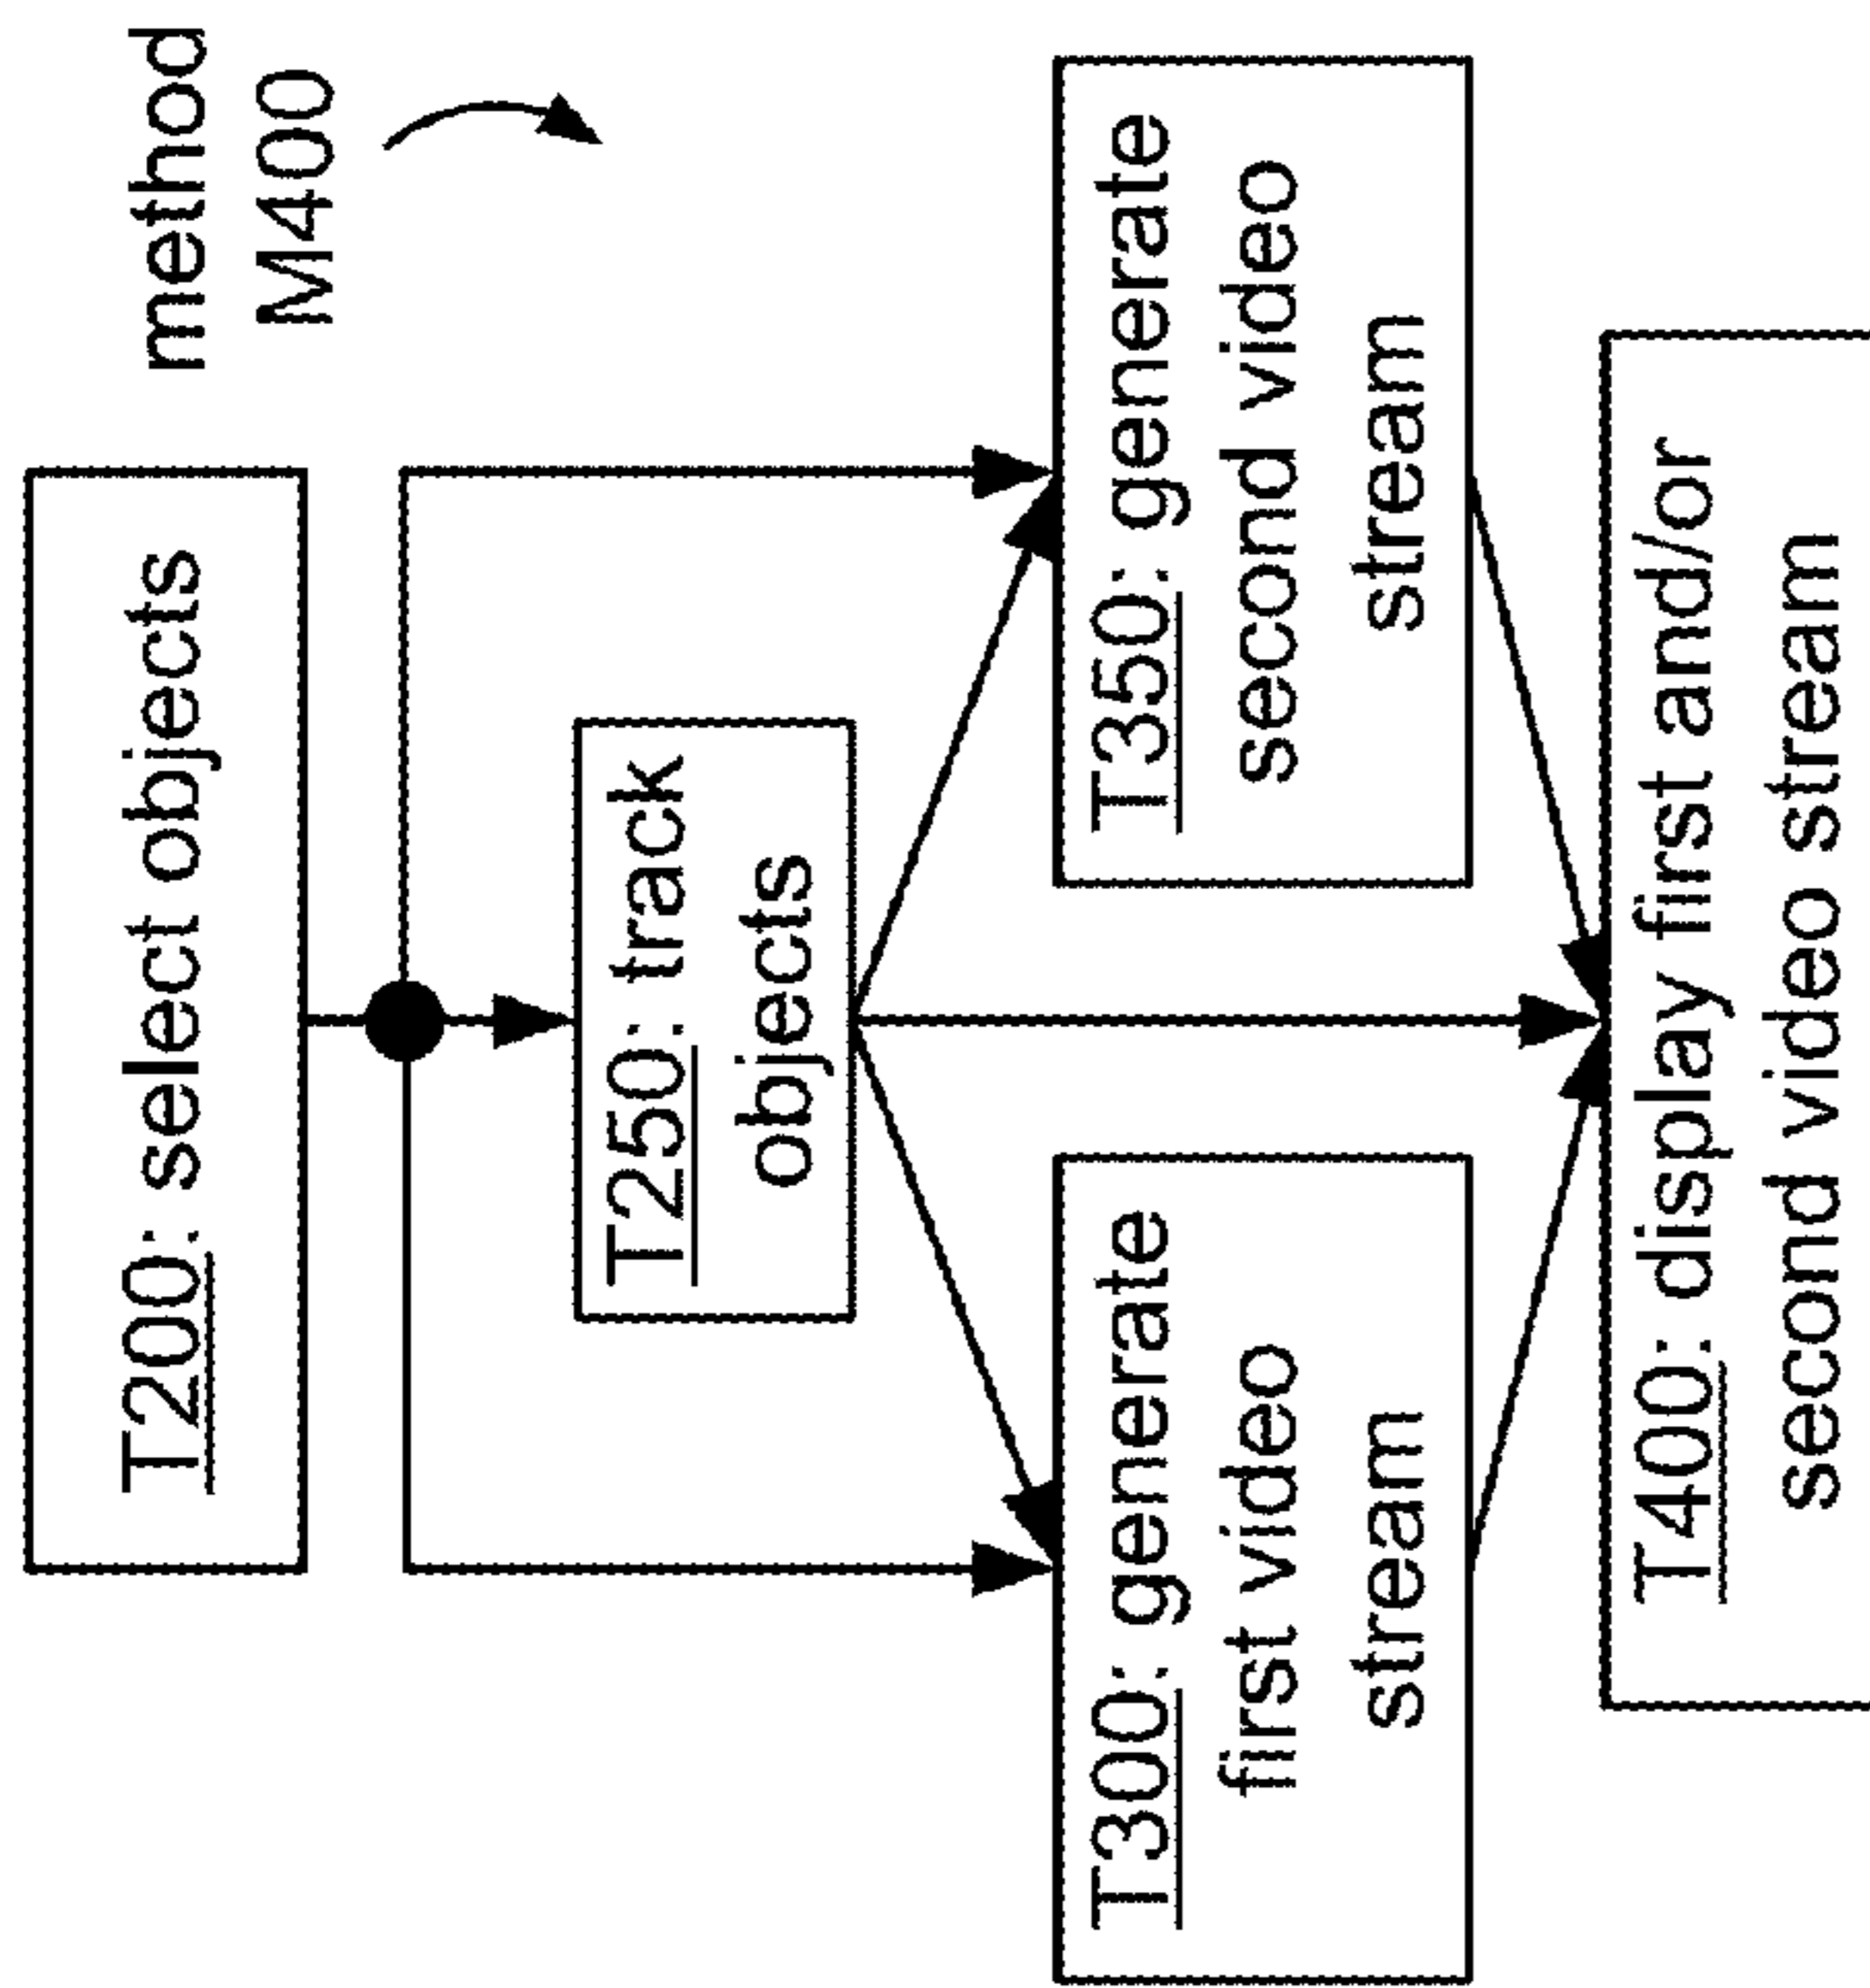 method
M400
T200: select objects
T250: track
objects
T300: generate
first video
stream
T350: generate
second video
stream
T400: display first and/or
second video stream